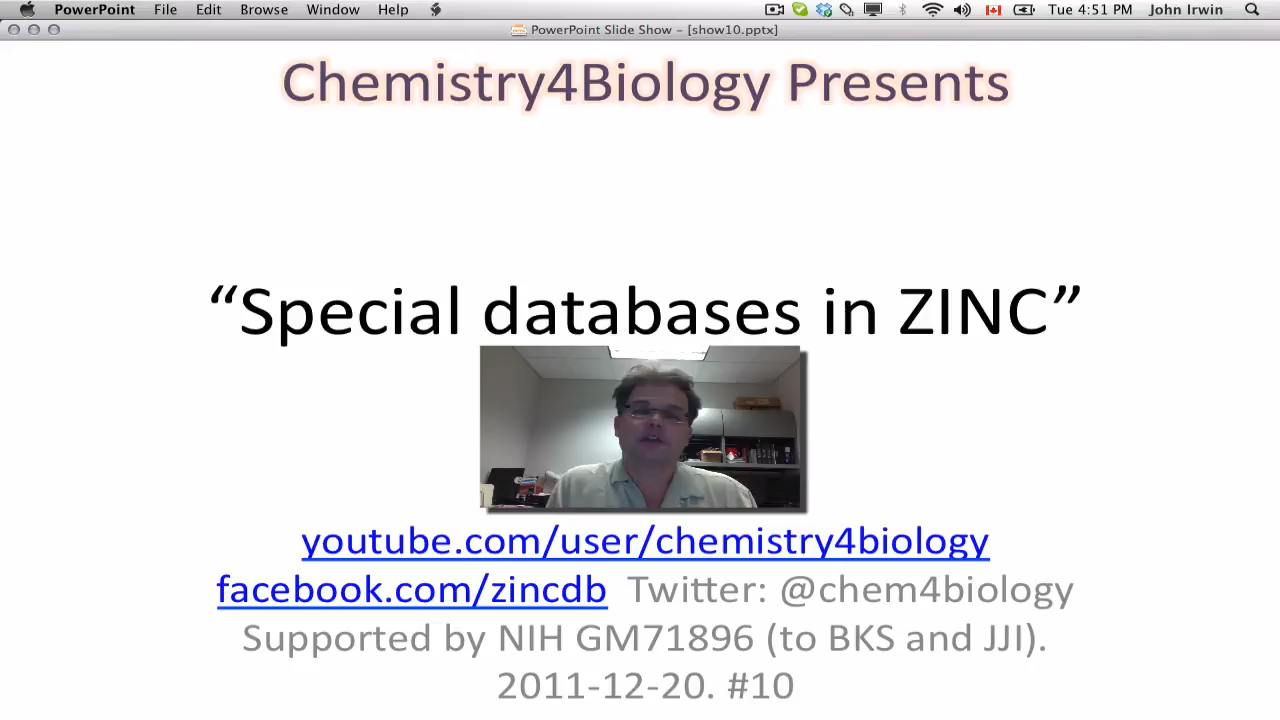 PowerPoint File Edit Browse Window Help Tue 4:51 PM John Irwin
PowerPoint Slide Show – [show10.pptx]
Chemistry4Biology Presents
“Special databases in ZINC”
youtube.com/user/chemistry4biology
facebook.com/zincdb Twitter: @chem4biology
Supported by NIH GM71896 (to BKS and JJI).
2011-12-20. #10